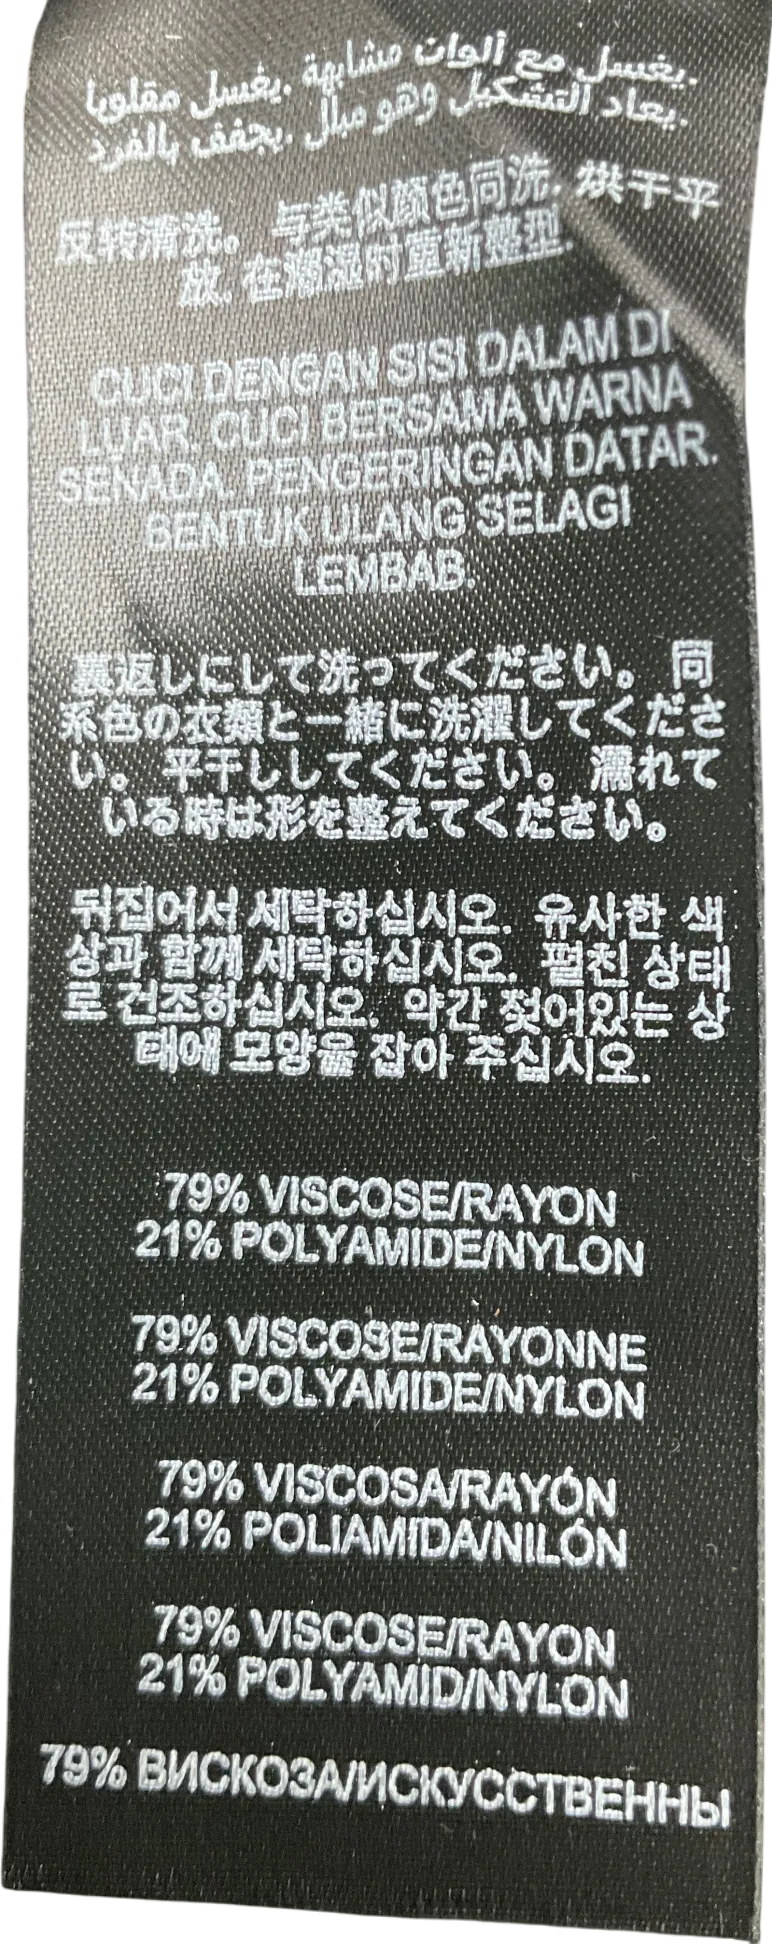 يغسل مع ألوان مشابهة. يغسل مقلوبا.
يعاد التشكيل وهو مبلل. يجفف بالفرد.
反转清洗。 与类似颜色同洗. 烘干平
放. 在潮湿时重新整型.
CUCI DENGAN SISI DALAM DI
LUAR. CUCI BERSAMA WARNA
SENADA. PENGERINGAN DATAR.
BENTUK ULANG SELAGI
LEMBAB.
裏返しにして洗ってください。 同
系色の衣類と一緒に洗濯してくださ
い。 平干ししてください。 濡れて
いる時は形を整えてください。
뒤집어서 세탁하십시오. 유사한 색
상과 함께 세탁하십시오. 펼친 상태
로 건조하십시오. 약간 젖어있는 상
태애 모양을 잡아 주십시오.
79% VISCOSE/RAYON
21% POLYAMIDE/NYLON
79% VISCOSE/RAYONNE
21% POLYAMIDE/NYLON
79% VISCOSA/RAYÓN
21% POLIAMIDA/NILÓN
79% VISCOSE/RAYON
21% POLYAMID/NYLON
79% ВИСКОЗА/ИСКУССТВЕННЫ